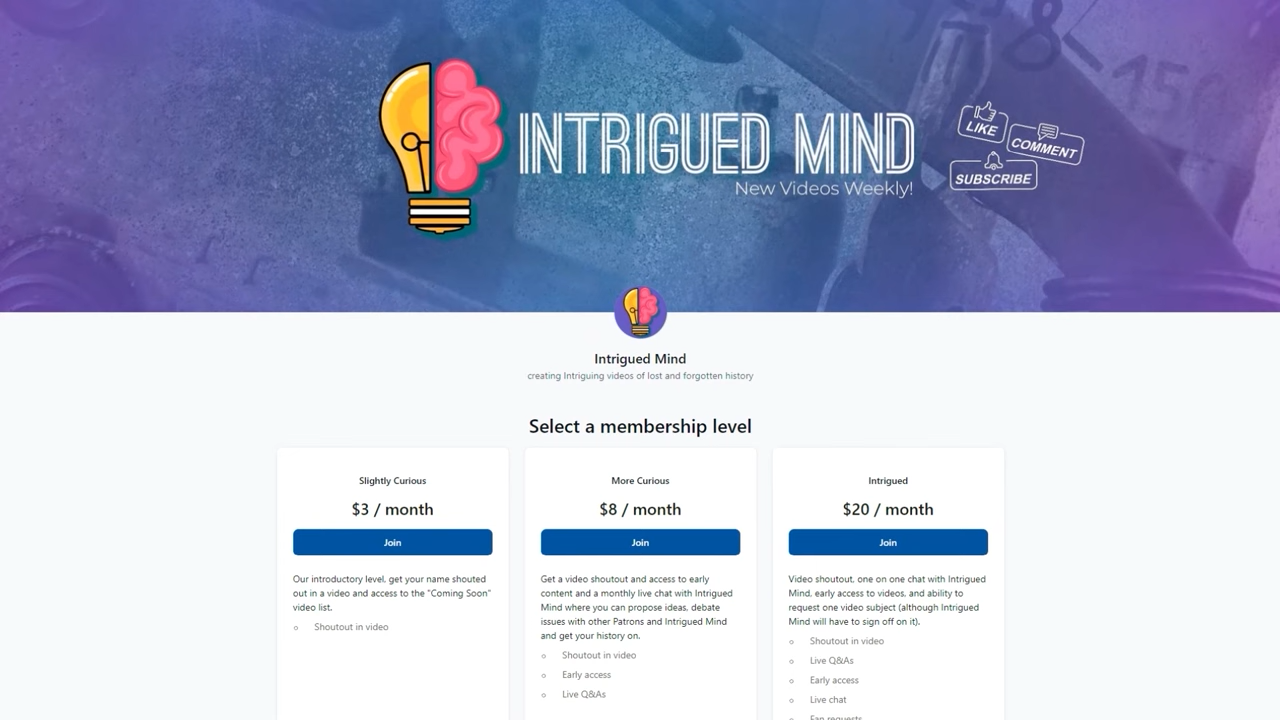 INTRIGUED MIND
New Videos Weekly!
LIKE
COMMENT
SUBSCRIBE
8
150
Intrigued Mind
creating Intriguing videos of lost and forgotten history
Select a membership level
Slightly Curious
$3 / month
Join
Our introductory level, get your name shouted
out in a video and access to the "Coming Soon"
video list.
Shoutout in video
More Curious
$8 / month
Join
Get a video shoutout and access to early
content and a monthly live chat with Intrigued
Mind where you can propose ideas, debate
issues with other Patrons and Intrigued Mind
and get your history on.
Shoutout in video
Early access
Live Q&As
Intrigued
$20 / month
Join
Video shoutout, one on one chat with Intrigued
Mind, early access to videos, and ability to
request one video subject (although Intrigued
Mind will have to sign off on it).
Shoutout in video
Live Q&As
Early access
Live chat
Fan requests